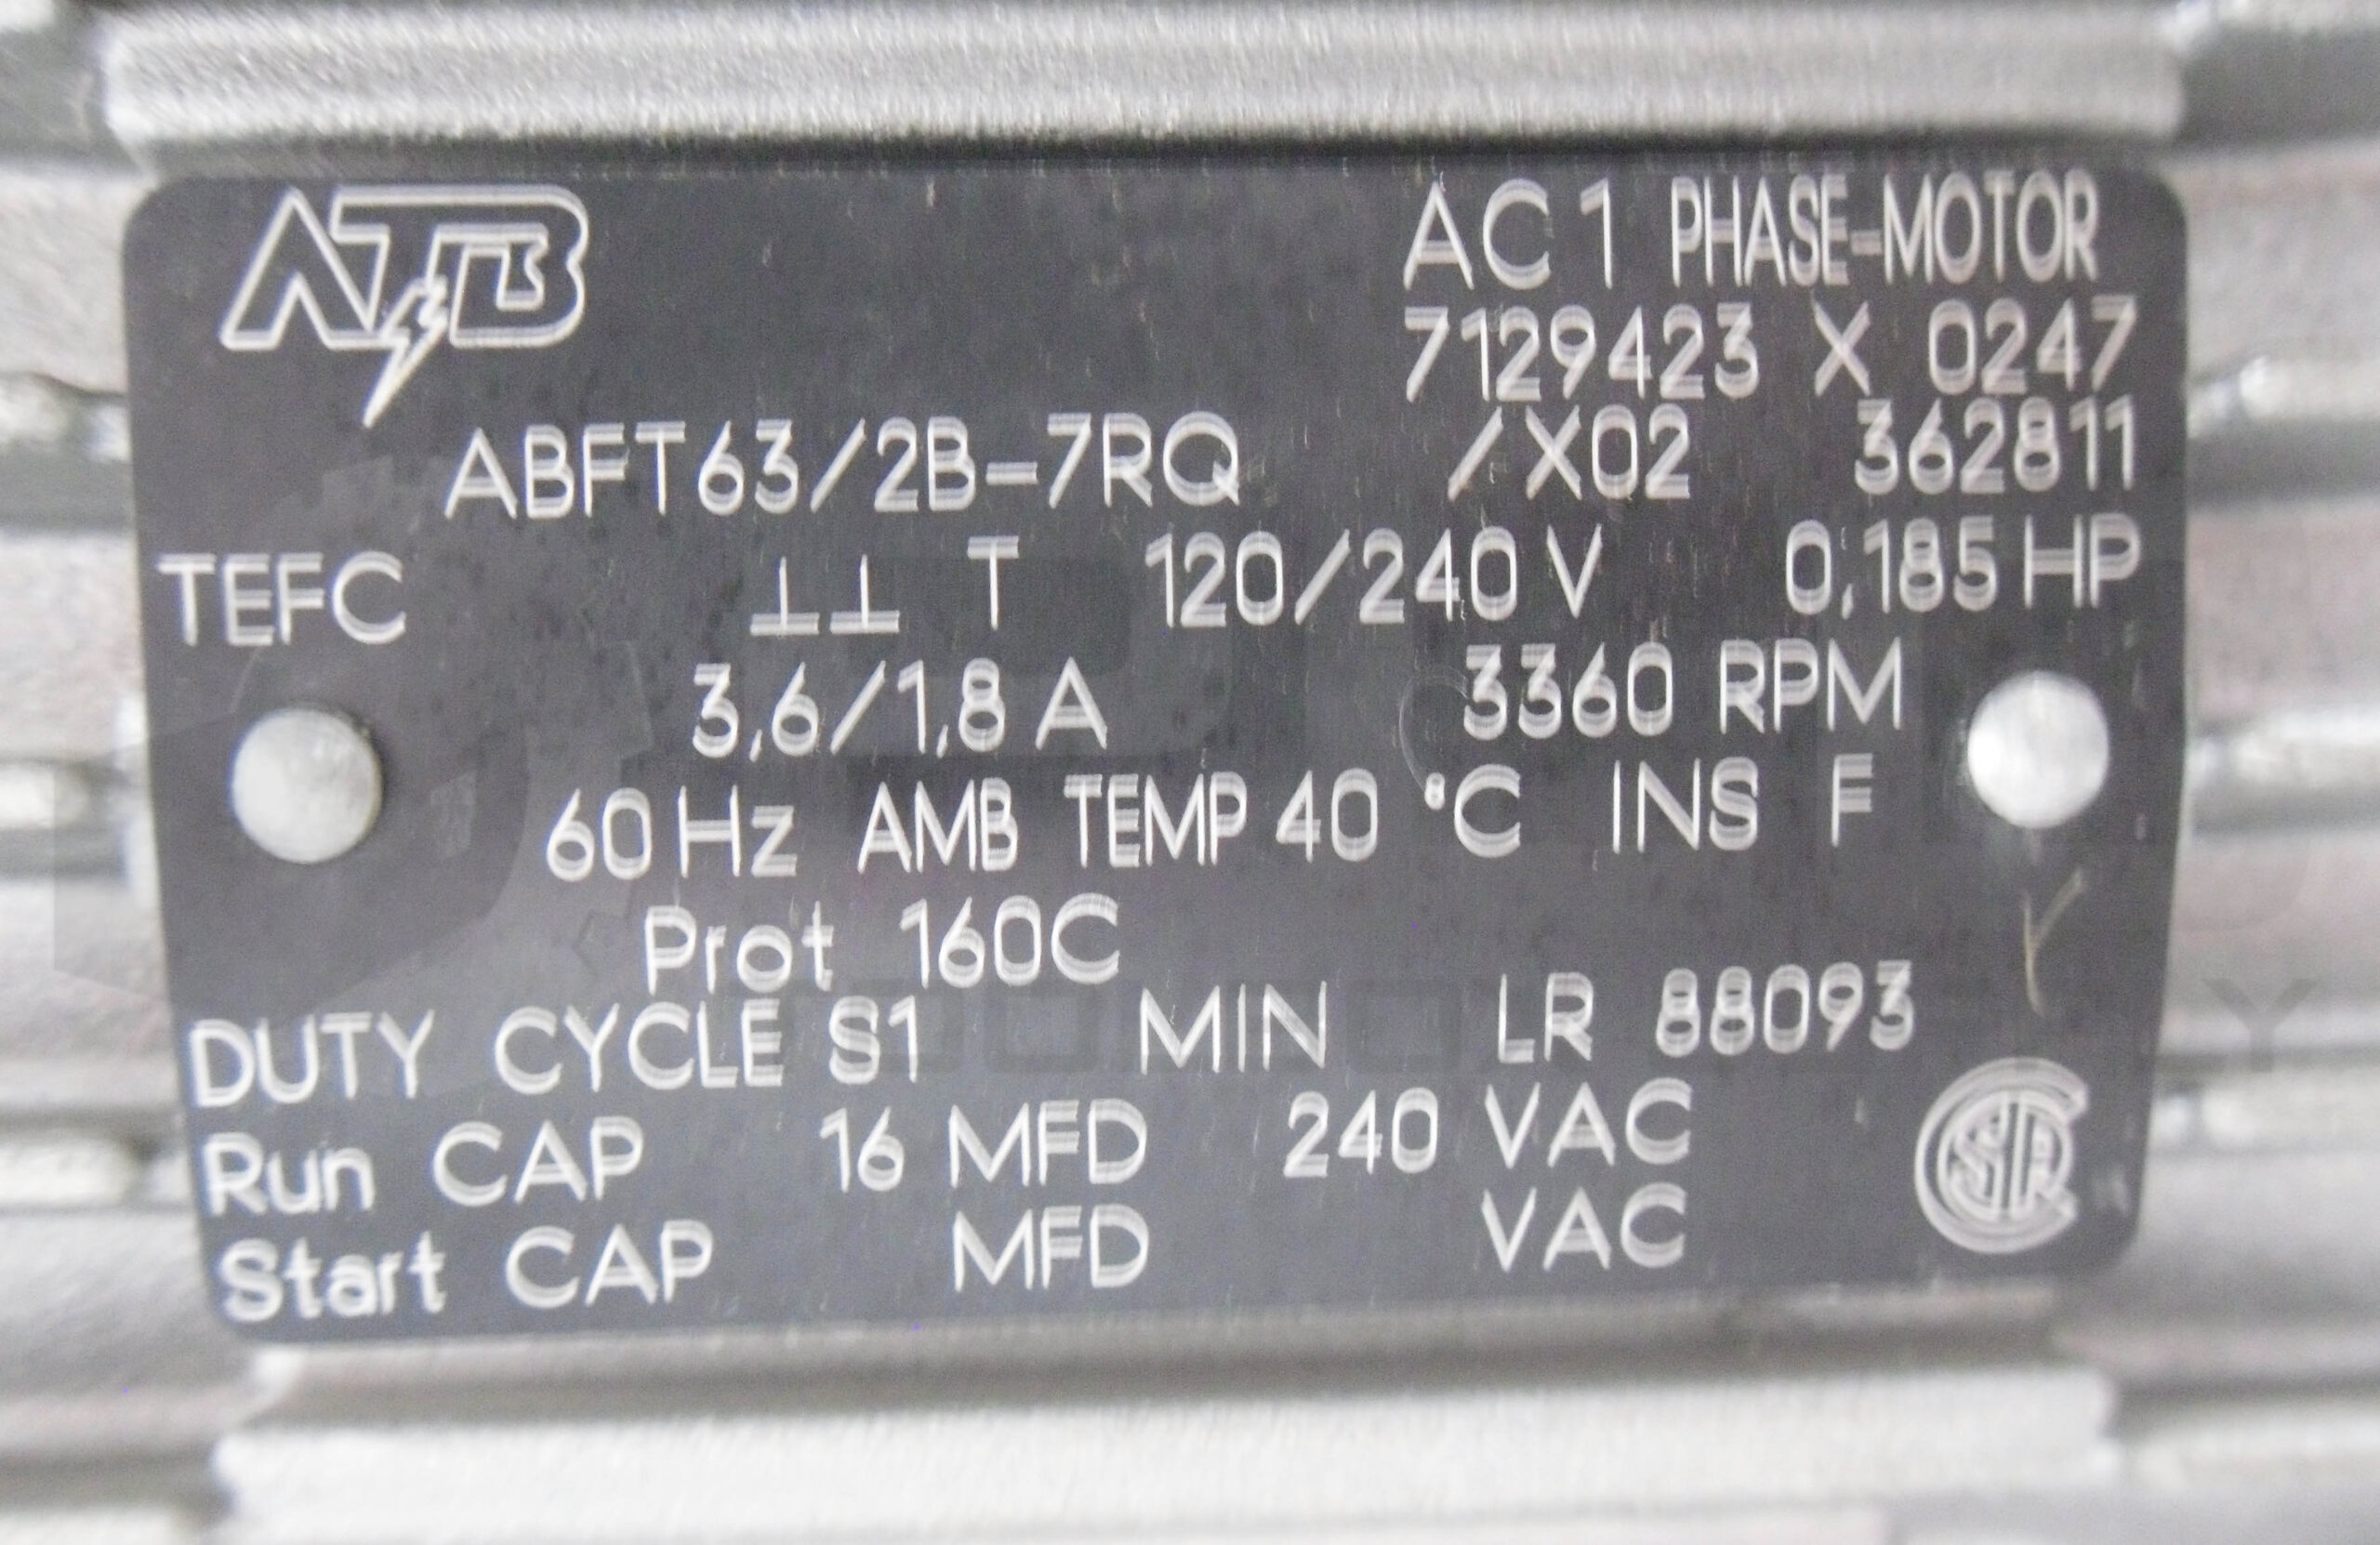 ATB
AC 1 PHASE-MOTOR
7129423 X 0247
ABFT63/2B-7RQ /X02 362811
TEFC ⊥⊥ T 120/240 V 0,185 HP
3,6/1,8 A 3360 RPM
60 Hz AMB TEMP 40 °C INS F
Prot 160C
DUTY CYCLE S1 MIN LR 88093
Run CAP 16 MFD 240 VAC
Start CAP MFD VAC